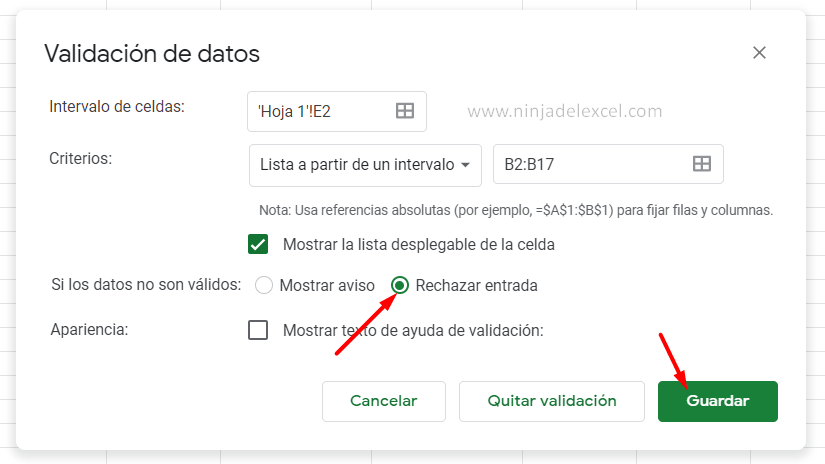 Validación de datos
Intervalo de celdas: 'Hoja 1'!E2 www.ninjadelexcel.com
Criterios: Lista a partir de un intervalo B2:B17
Nota: Usa referencias absolutas (por ejemplo, =$A$1:$B$1) para fijar filas y columnas.
Mostrar la lista desplegable de la celda
Si los datos no son válidos: Mostrar aviso Rechazar entrada
Apariencia: Mostrar texto de ayuda de validación:
Cancelar Quitar validación Guardar